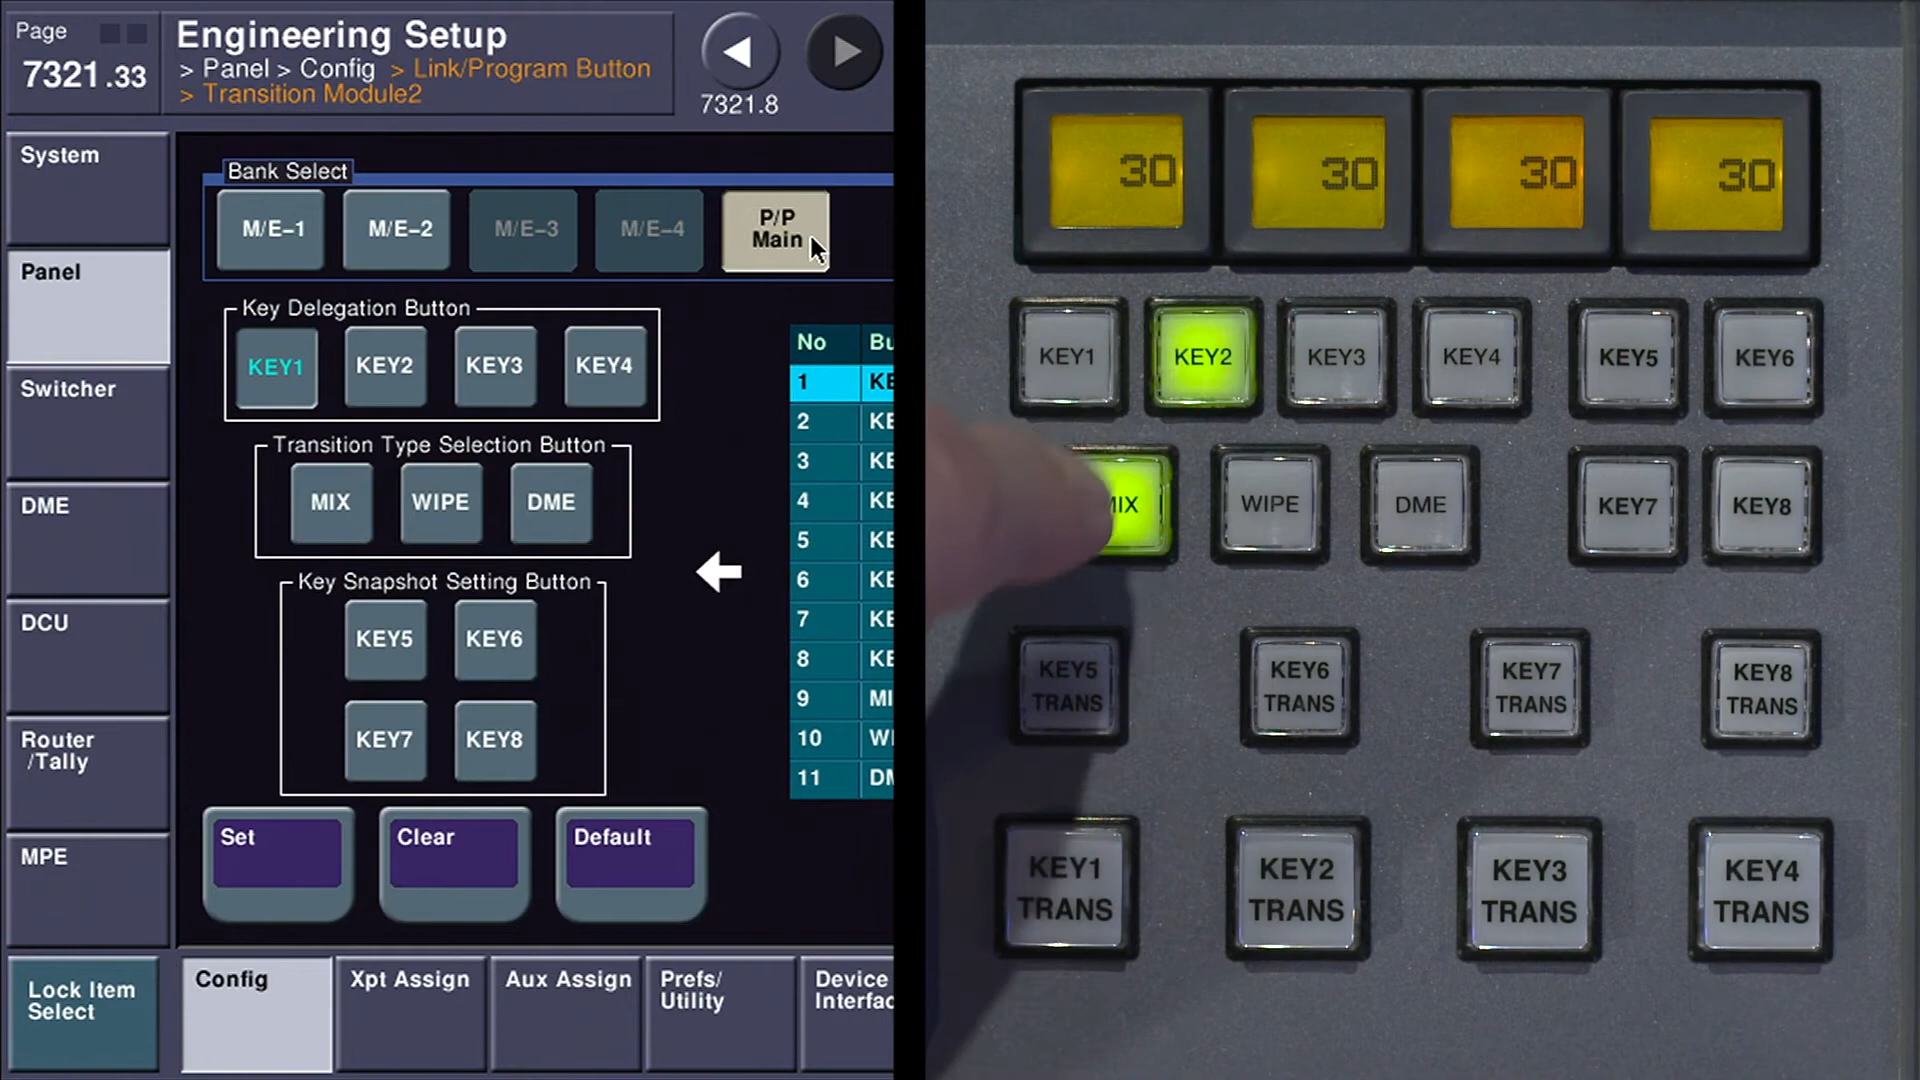 Page
7321.33
Engineering Setup
> Panel > Config > Link/Program Button
> Transition Module2
7321.8
System
Panel
Switcher
DME
DCU
Router
/Tally
MPE
Lock Item
Select
Bank Select
M/E-1
M/E-2
M/E-3
M/E-4
P/P
Main
Key Delegation Button
KEY1
KEY2
KEY3
KEY4
Transition Type Selection Button
MIX
WIPE
DME
Key Snapshot Setting Button
KEY5
KEY6
KEY7
KEY8
No
1
2
3
4
5
6
7
8
9
10
11
Set
Clear
Default
Config
Xpt Assign
Aux Assign
Prefs/
Utility
Device
30
30
30
30
KEY1
KEY2
KEY3
KEY4
KEY5
KEY6
WIPE
DME
KEY7
KEY8
KEY5
TRANS
KEY6
TRANS
KEY7
TRANS
KEY8
TRANS
KEY1
TRANS
KEY2
TRANS
KEY3
TRANS
KEY4
TRANS